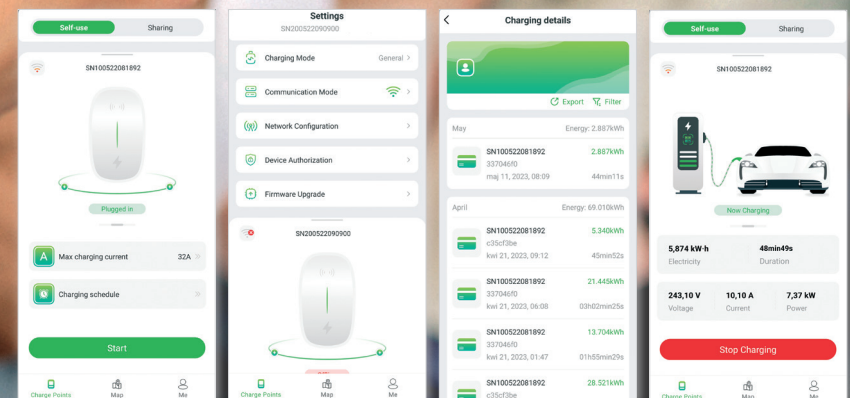 Self-use
Sharing
SN100522081892
Plugged in
A
Max charging current
32A
Charging schedule
Start
Charge Points
Map
Me
Settings
SN200522090900
Charging Mode
General
Communication Mode
Network Configuration
Device Authorization
Firmware Upgrade
SN200522090900
Charge Points
Map
Me
Charging details
Export
Filter
May
Energy: 2.887kWh
SN100522081892
2.887kWh
337046f0
maj 11, 2023, 08:09
44min11s
April
Energy: 69.010kWh
SN100522081892
5.340kWh
c35cf3be
kwi 21, 2023, 09:12
45min52s
SN100522081892
21.445kWh
337046f0
kwi 21, 2023, 06:08
03h02min25s
SN100522081892
13.704kWh
337046f0
kwi 21, 2023, 01:47
01h55min29s
SN100522081892
28.521kWh
c35cf3be
Self-use
Sharing
SN100522081892
Now Charging
5,874 kW·h
48min49s
Electricity
Duration
243,10 V
10,10 A
7,37 kW
Voltage
Current
Power
Stop Charging
Charge Points
Map
Me